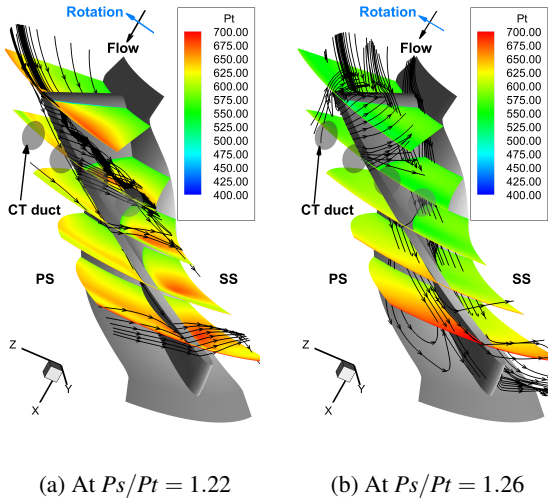 Rotation
Flow
Pt
700.00
675.00
650.00
625.00
600.00
575.00
550.00
525.00
500.00
475.00
450.00
425.00
400.00
CT duct
PS
SS
Z
Y
X
(a) At Ps/Pt = 1.22
Rotation
Flow
Pt
700.00
675.00
650.00
625.00
600.00
575.00
550.00
525.00
500.00
475.00
450.00
425.00
400.00
CT duct
PS
SS
Z
Y
X
(b) At Ps/Pt = 1.26